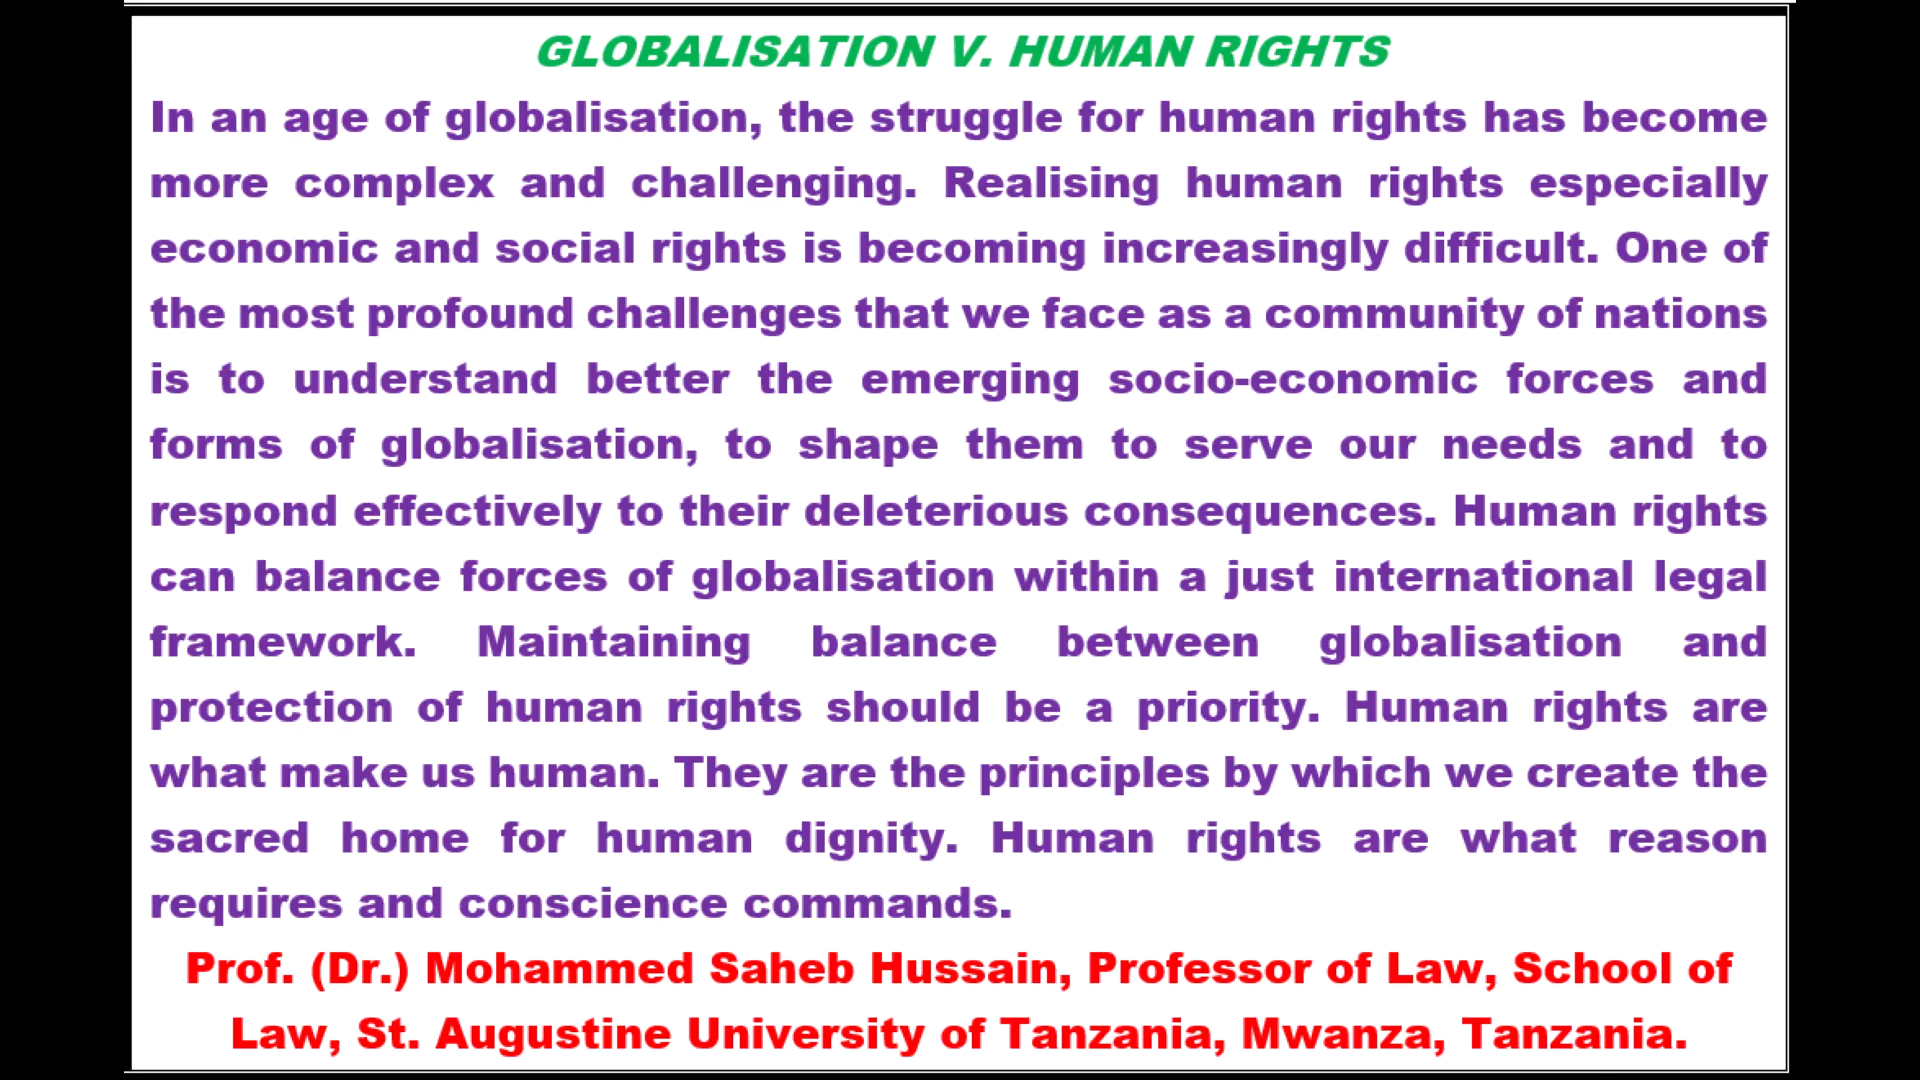 GLOBALISATION V. HUMAN RIGHTS
In an age of globalisation, the struggle for human rights has become
more complex and challenging. Realising human rights especially
economic and social rights is becoming increasingly difficult. One of
the most profound challenges that we face as a community of nations
is to understand better the emerging socio-economic forces and
forms of globalisation, to shape them to serve our needs and to
respond effectively to their deleterious consequences. Human rights
can balance forces of globalisation within a just international legal
framework. Maintaining balance between globalisation and
protection of human rights should be a priority. Human rights are
what make us human. They are the principles by which we create the
sacred home for human dignity. Human rights are what reason
requires and conscience commands.
Prof. (Dr.) Mohammed Saheb Hussain, Professor of Law, School of
Law, St. Augustine University of Tanzania, Mwanza, Tanzania.